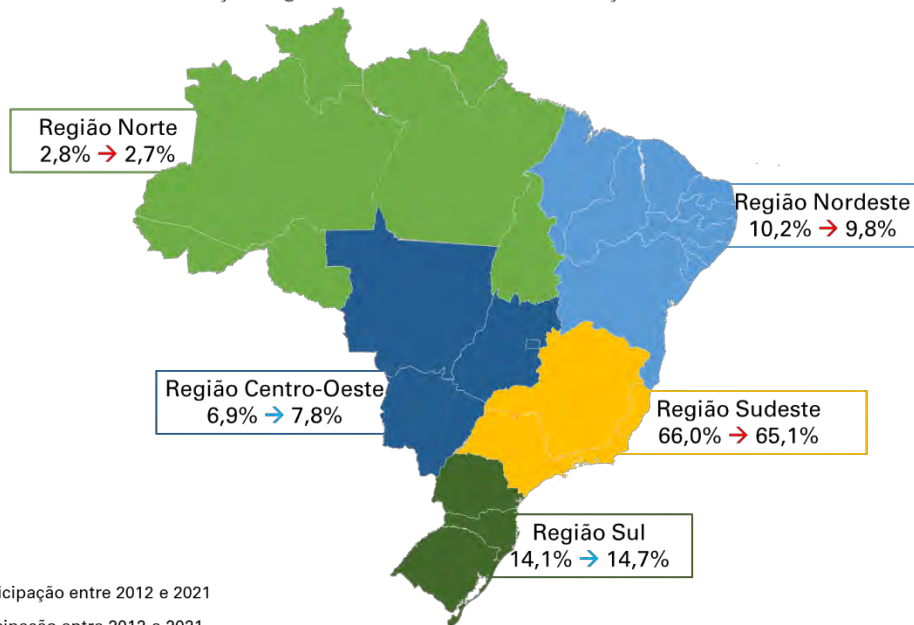 Região Norte
2,8% → 2,7%
Região Nordeste
10,2% → 9,8%
Região Centro-Oeste
6,9% → 7,8%
Região Sudeste
66,0% → 65,1%
Região Sul
14,1% → 14,7%
icipação entre 2012 e 2021